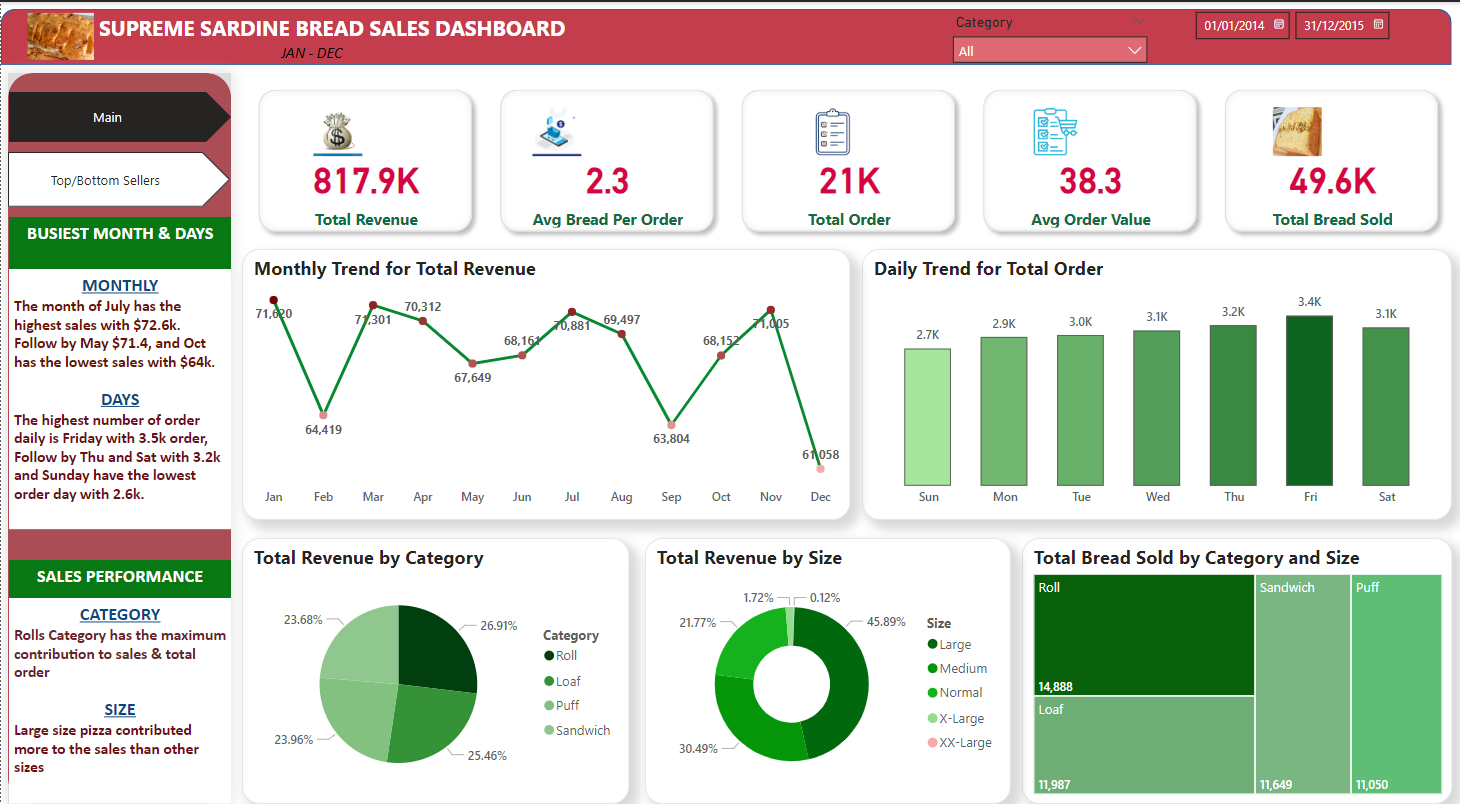 SUPREME SARDINE BREAD SALES DASHBOARD
JAN - DEC
Category
All
01/01/2014
31/12/2015
Main
Top/Bottom Sellers
BUSIEST MONTH & DAYS
MONTHLY
The month of July has the
highest sales with $72.6k.
Follow by May $71.4, and Oct
has the lowest sales with $64k.
DAYS
The highest number of order
daily is Friday with 3.5k order,
Follow by Thu and Sat with 3.2k
and Sunday have the lowest
order day with 2.6k.
SALES PERFORMANCE
CATEGORY
Rolls Category has the maximum
contribution to sales & total
order
SIZE
Large size pizza contributed
more to the sales than other
sizes
817.9K
Total Revenue
2.3
Avg Bread Per Order
21K
Total Order
38.3
Avg Order Value
49.6K
Total Bread Sold
Monthly Trend for Total Revenue
71,620
64,419
71,301
70,312
67,649
68,161
70,881
69,497
63,804
68,152
71,005
61,058
Jan Feb Mar Apr May Jun Jul Aug Sep Oct Nov Dec
Daily Trend for Total Order
2.7K 2.9K 3.0K 3.1K 3.2K 3.4K 3.1K
Sun Mon Tue Wed Thu Fri Sat
Total Revenue by Category
23.68%
26.91%
23.96%
25.46%
Category
Roll
Loaf
Puff
Sandwich
Total Revenue by Size
1.72%
0.12%
21.77%
45.89%
30.49%
Size
Large
Medium
Normal
X-Large
XX-Large
Total Bread Sold by Category and Size
Roll
14,888
Loaf
11,987
Sandwich
11,649
Puff
11,050